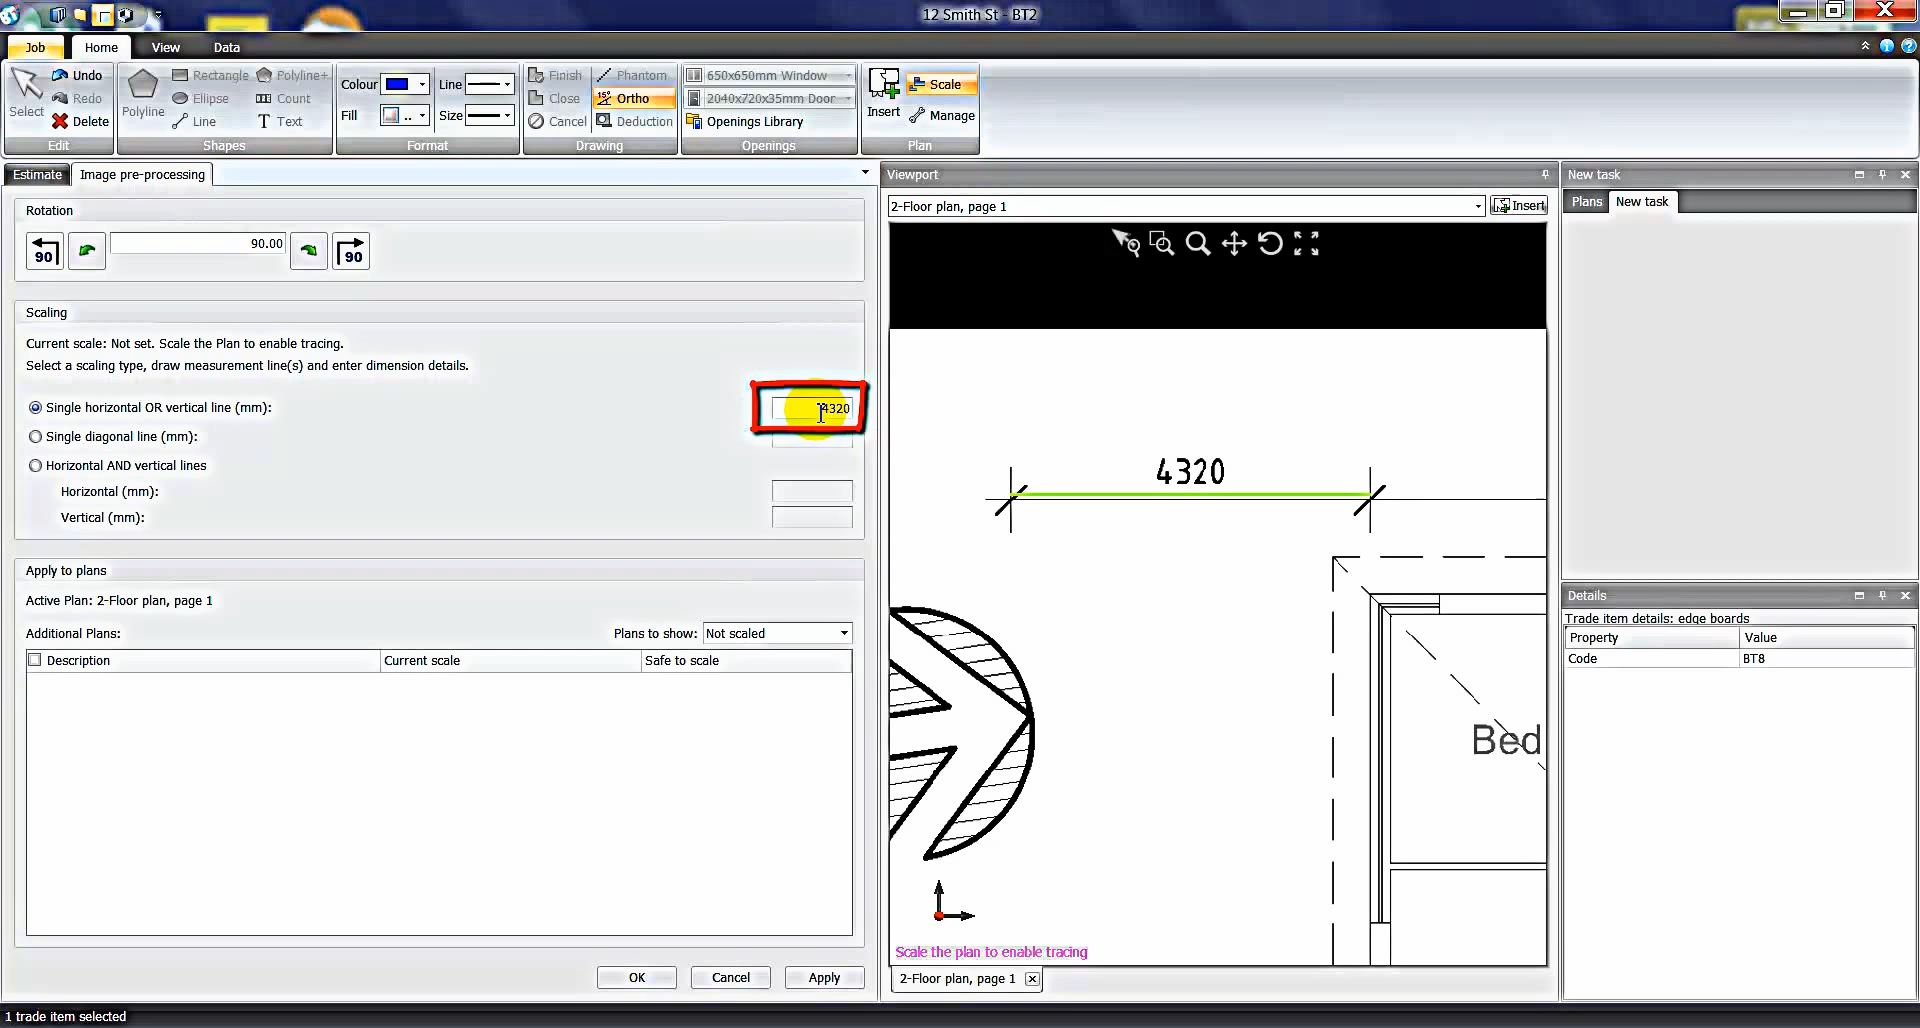 12 Smith St - BT2
Job Home View Data
Select Undo Redo Delete Edit
Polyline Rectangle Ellipse Line Polyline+ Count Text Shapes
Colour Line Fill .. Size Format
Finish Close Cancel Phantom 15° Ortho Deduction Drawing
650x650mm Window
2040x720x35mm Door
Openings Library
Openings
Insert Scale Manage Plan
Estimate Image pre-processing
Rotation
90 90.00 90
Scaling
Current scale: Not set. Scale the Plan to enable tracing.
Select a scaling type, draw measurement line(s) and enter dimension details.
Single horizontal OR vertical line (mm): 4320
Single diagonal line (mm):
Horizontal AND vertical lines
Horizontal (mm):
Vertical (mm):
Apply to plans
Active Plan: 2-Floor plan, page 1
Additional Plans: Plans to show: Not scaled
Description Current scale Safe to scale
OK Cancel Apply
Viewport
2-Floor plan, page 1 Insert
4320
Bed
Scale the plan to enable tracing
2-Floor plan, page 1
New task
Plans New task
Details
Trade item details: edge boards
Property Value
Code BT8
1 trade item selected